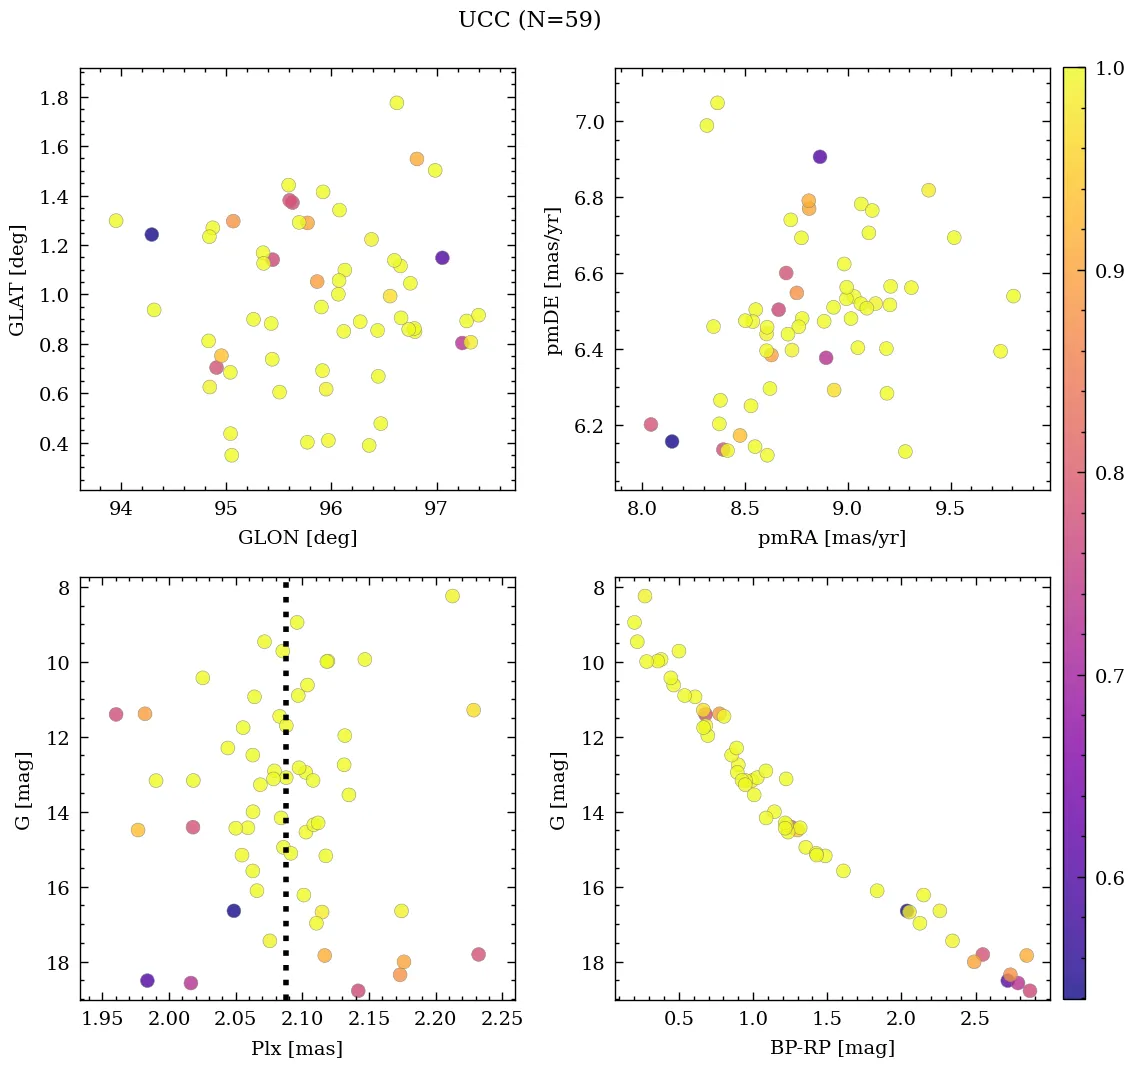 UCC (N=59)
1.8
1.6
1.4
1.2
1.0
0.8
0.6
0.4
GLAT [deg]
94 95 96 97
GLON [deg]
7.0
6.8
6.6
6.4
6.2
pmDE [mas/yr]
8.0 8.5 9.0 9.5
pmRA [mas/yr]
1.0
0.9
0.8
0.7
0.6
8
10
12
14
16
18
G [mag]
1.95 2.00 2.05 2.10 2.15 2.20 2.25
Plx [mas]
8
10
12
14
16
18
G [mag]
0.5 1.0 1.5 2.0 2.5
BP-RP [mag]